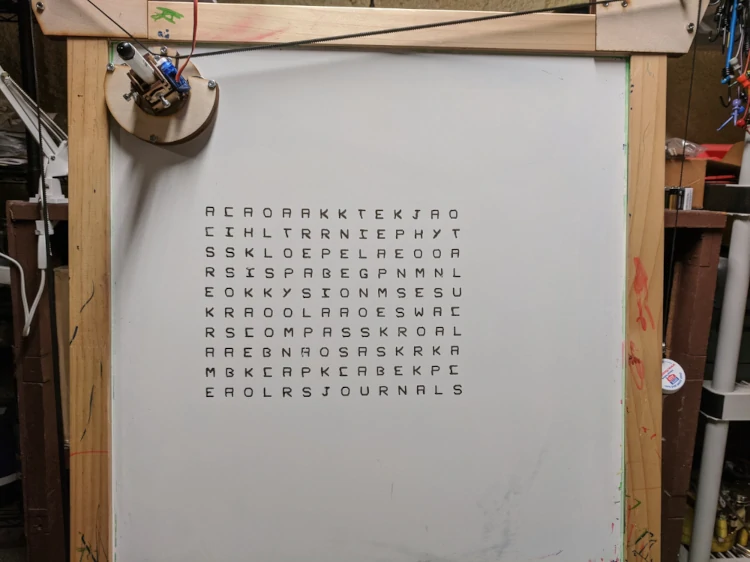 A C A O A A K K T E K J A O
C I H L T R R N I E P H Y T
S S K L O E P E L A E O O A
R S I S P A B E G P N M N L
E O K K Y S I O N M S E S U
K R A O O L A A O E S W A C
R S C O M P A S S K R O A L
A A E B N A O S A S K R K A
M B K C A P K C A B E K P C
E A O L R S J O U R N A L S